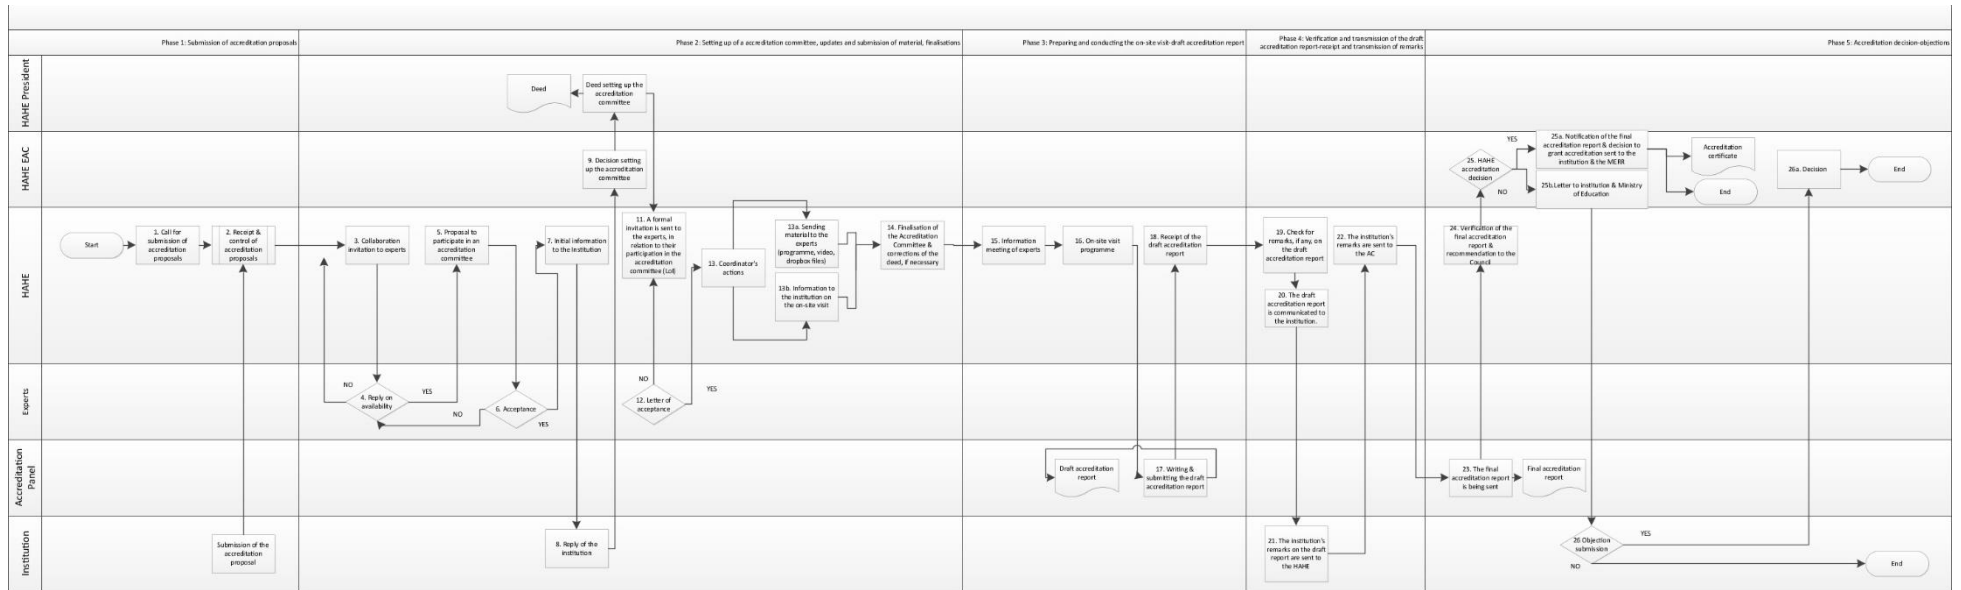 Phase 1: Submission of accreditation proposals
Phase 2: Setting up of a accreditation committee, updates and submission of material, finalisations
Phase 3: Preparing and conducting the on-site visit-draft accreditation report
Phase 4: Verification and transmission of the draft
accreditation report-receipt and transmission of remarks
Phase 5: Accreditation decision-objections
HAHE President
Deed
Deed setting up the
accreditation
committee
HAHE EAC
9. Decision setting
up the accreditation
committee
25. HAHE
accreditation
decision
YES
NO
25a. Notification of the final
accreditation report & decision to
grant accreditation sent to the
institution & the MERR
25b.Letter to institution & Ministry
of Education
Accreditation
certificate
End
26a. Decision
End
HAHE
Start
1. Call for
submission of
accreditation
proposals
2. Receipt &
control of
accreditation
proposals
3. Collaboration
invitation to experts
5. Proposal to
participate in an
accreditation
committee
7. Initial information
to the Institution
11. A formal
invitation is sent to
the experts, in
relation to their
participation in the
accreditation
committee (LoI)
13. Coordinator's
actions
13a. Sending
material to the
experts
(programme, video,
dropbox files)
13b. Information to
the institution on
the on-site visit
14. Finalisation of
the Accreditation
Committee &
corrections of the
deed, if necessary
15. Information
meeting of experts
16. On-site visit
programme
18. Receipt of the
draft accreditation
report
19. Check for
remarks, if any, on
the draft
accreditation report
20. The draft
accreditation report
is communicated to
the institution.
22. The institution's
remarks are sent to
the AC
24. Verification of the
final accreditation
report &
recommendation to the
Council
Experts
NO
4. Reply on
availability
YES
NO
6. Acceptance
YES
NO
12. Letter of
acceptance
YES
Accreditation
Panel
Draft accreditation
report
17. Writing &
submitting the draft
accreditation report
23. The final
accreditation report
is being sent
Final accreditation
report
Institution
Submission of the
accreditation
proposal
8. Reply of the
institution
21. The institution's
remarks on the draft
report are sent to
the HAHE
26 Objection
submission
YES
NO
End